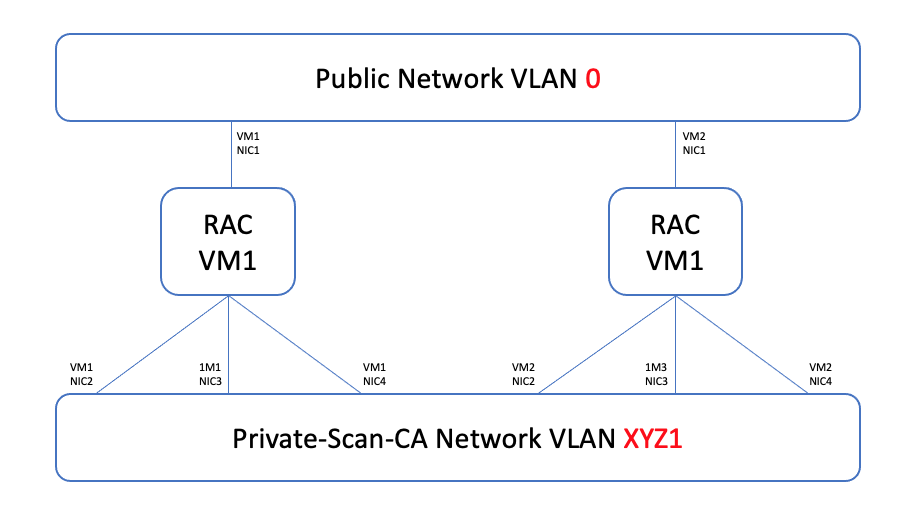 Public Network VLAN 0
VM1
NIC1
VM2
NIC1
RAC
VM1
RAC
VM1
VM1
NIC2
1M1
NIC3
VM1
NIC4
VM2
NIC2
1M3
NIC3
VM2
NIC4
Private-Scan-CA Network VLAN XYZ1